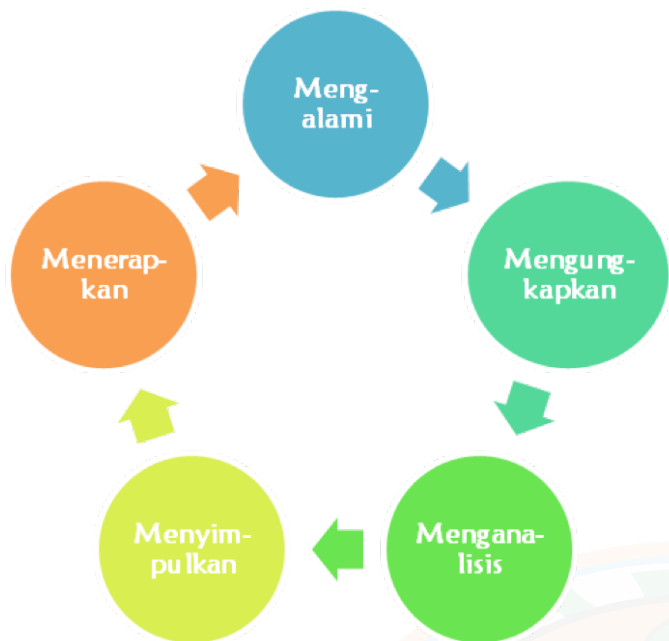 Meng-
alami
Mengung-
kapkan
Mengana-
lisis
Menyim-
pulkan
Menerap-
kan